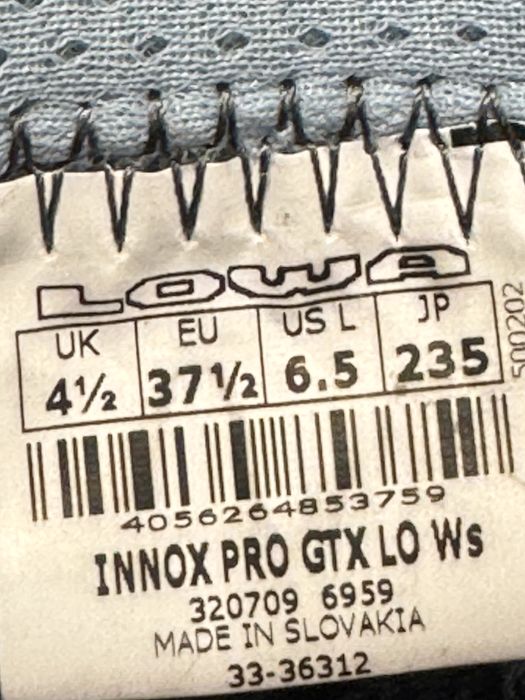 LOWA
UK EU US L JP
4½ 37½ 6.5 235
500202
4056264853759
INNOX PRO GTX LO Ws
320709 6959
MADE IN SLOVAKIA
33-36312